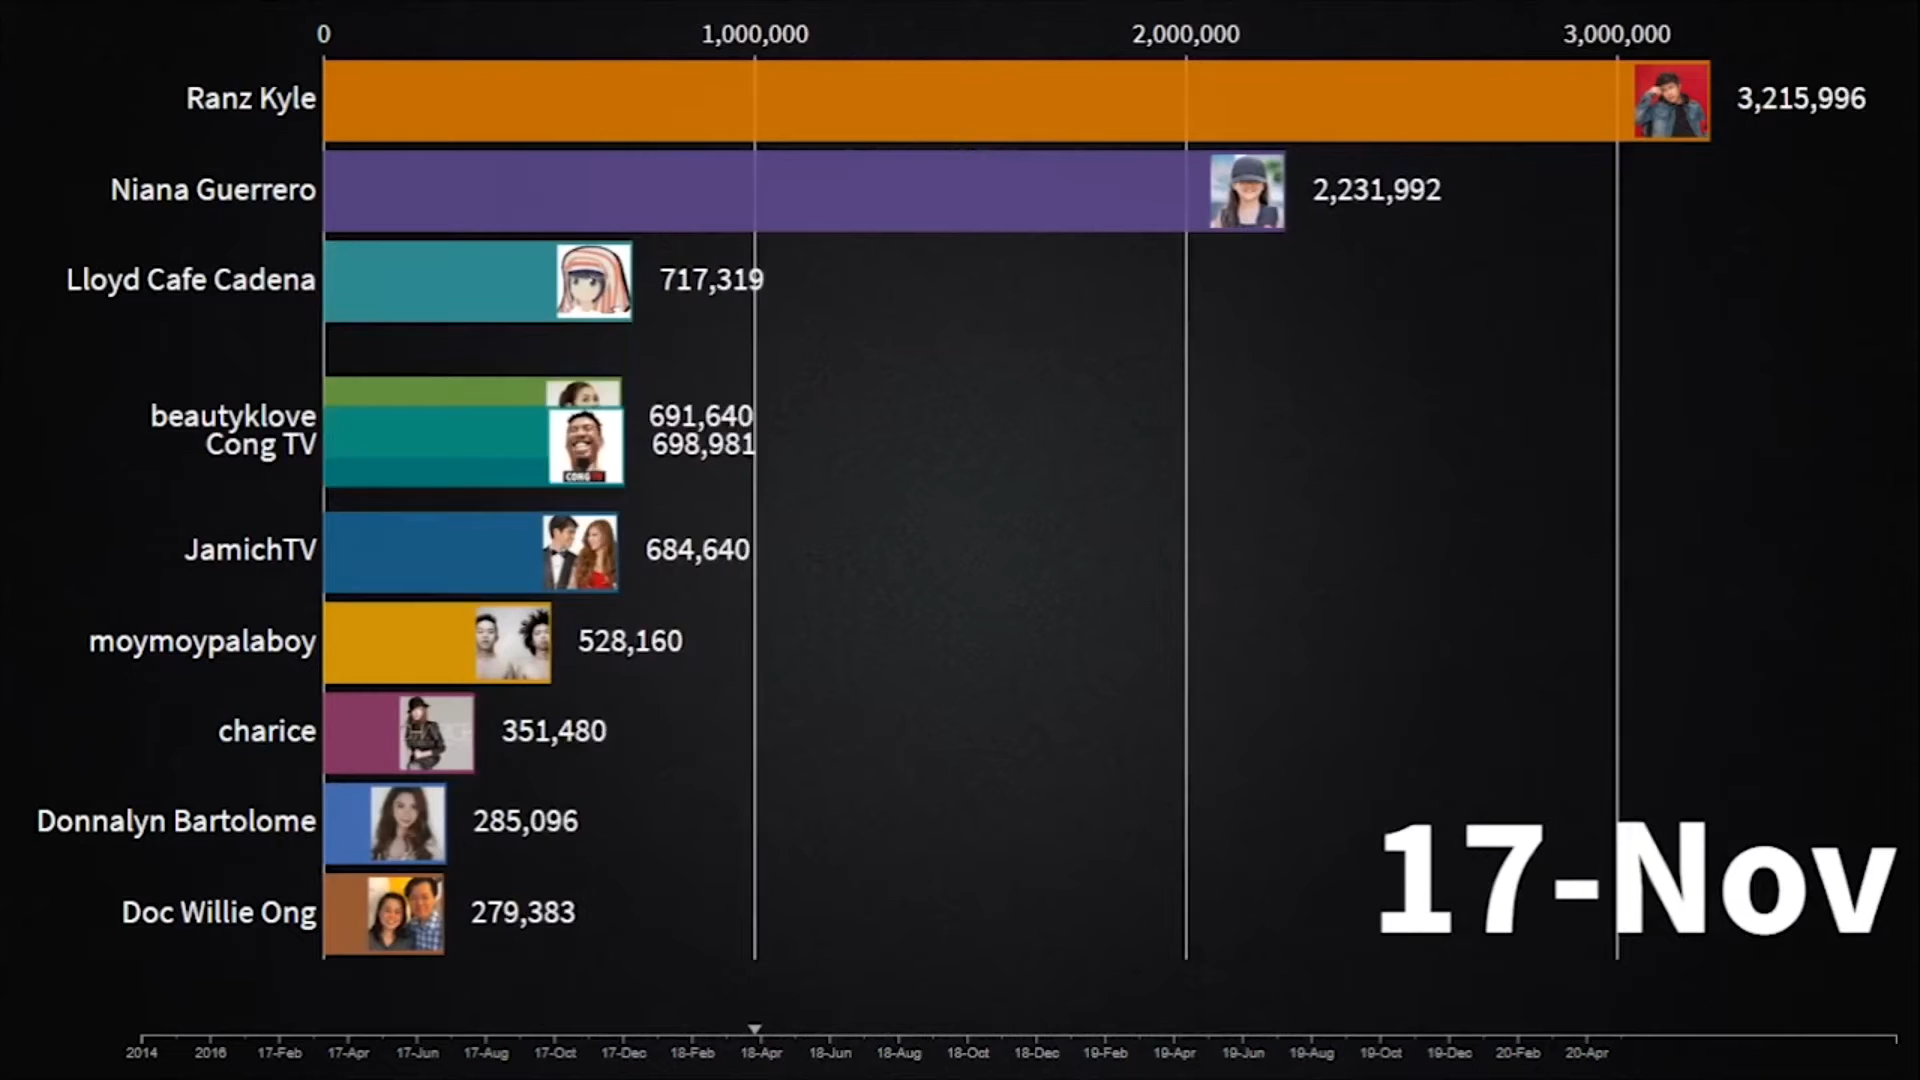 0 1,000,000 2,000,000 3,000,000
Ranz Kyle 3,215,996
Niana Guerrero 2,231,992
Lloyd Cafe Cadena 717,319
beautyklove 691,640
Cong TV 698,981
CONGTV
JamichTV 684,640
moymoypalaboy 528,160
charice 351,480
Donnalyn Bartolome 285,096
Doc Willie Ong 279,383
17-Nov
2014 2016 17-Feb 17-Apr 17-Jun 17-Aug 17-Oct 17-Dec 18-Feb 18-Apr 18-Jun 18-Aug 18-Oct 18-Dec 19-Feb 19-Apr 19-Jun 19-Aug 19-Oct 19-Dec 20-Feb 20-Apr